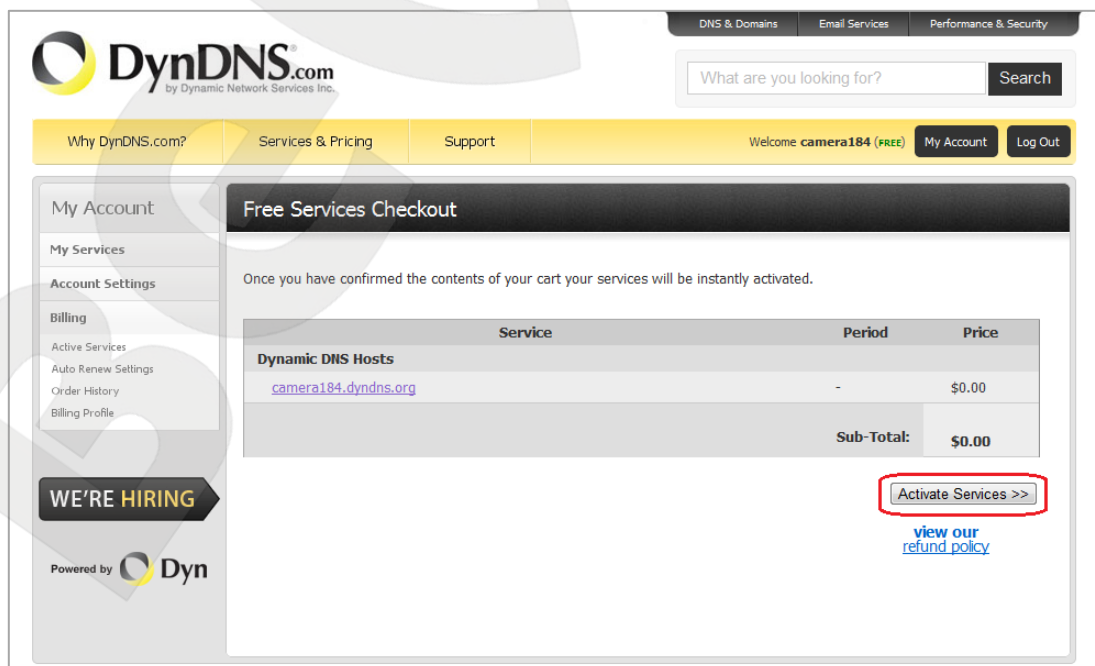 DNS & Domains Email Services Performance & Security
DynDNS.com
by Dynamic Network Services Inc.
What are you looking for? Search
Why DynDNS.com? Services & Pricing Support Welcome camera184 (FREE) My Account Log Out
My Account
My Services
Account Settings
Billing
Active Services
Auto Renew Settings
Order History
Billing Profile
WE'RE HIRING
Powered by Dyn
Free Services Checkout
Once you have confirmed the contents of your cart your services will be instantly activated.
Service Period Price
Dynamic DNS Hosts
camera184.dyndns.org - $0.00
Sub-Total: $0.00
Activate Services >>
view our
refund policy